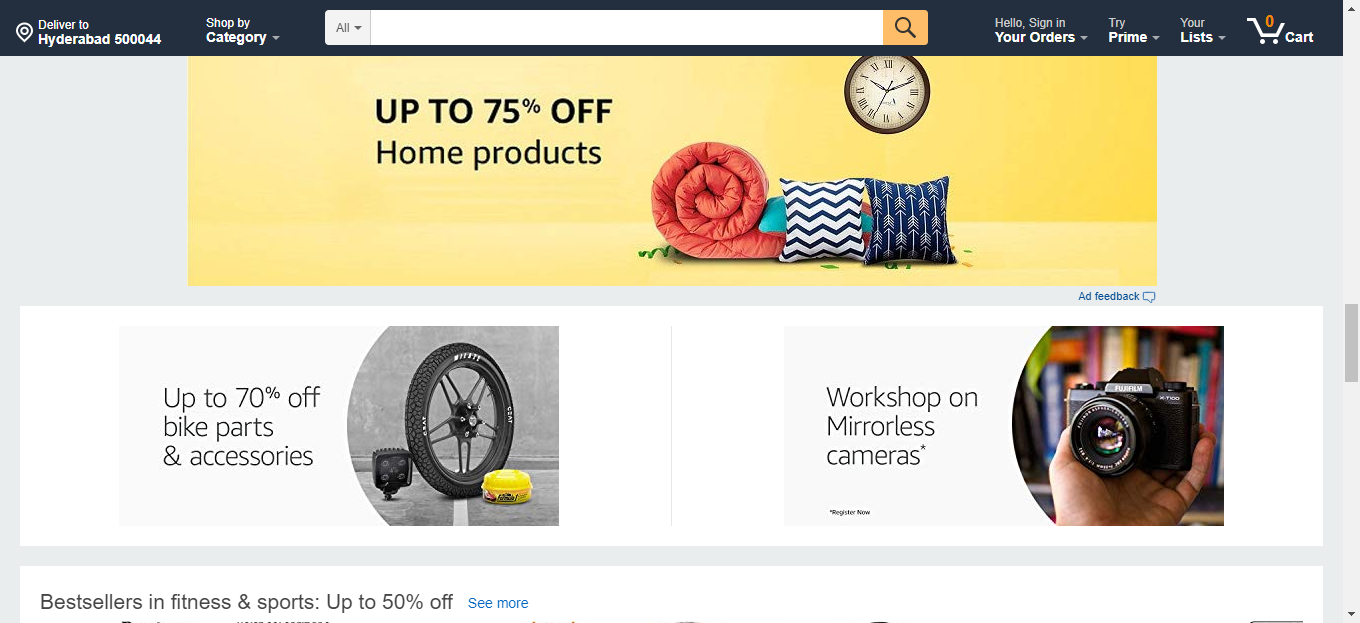 Deliver to
Hyderabad 500044
Shop by
Category
All
Hello, Sign in
Your Orders
Try
Prime
Your
Lists
0
Cart
UP TO 75% OFF
Home products
Ad feedback
Up to 70% off
bike parts
& accessories
Workshop on
Mirrorless
cameras*
*Register Now
FUJIFILM
X-T100
Bestsellers in fitness & sports: Up to 50% off See more